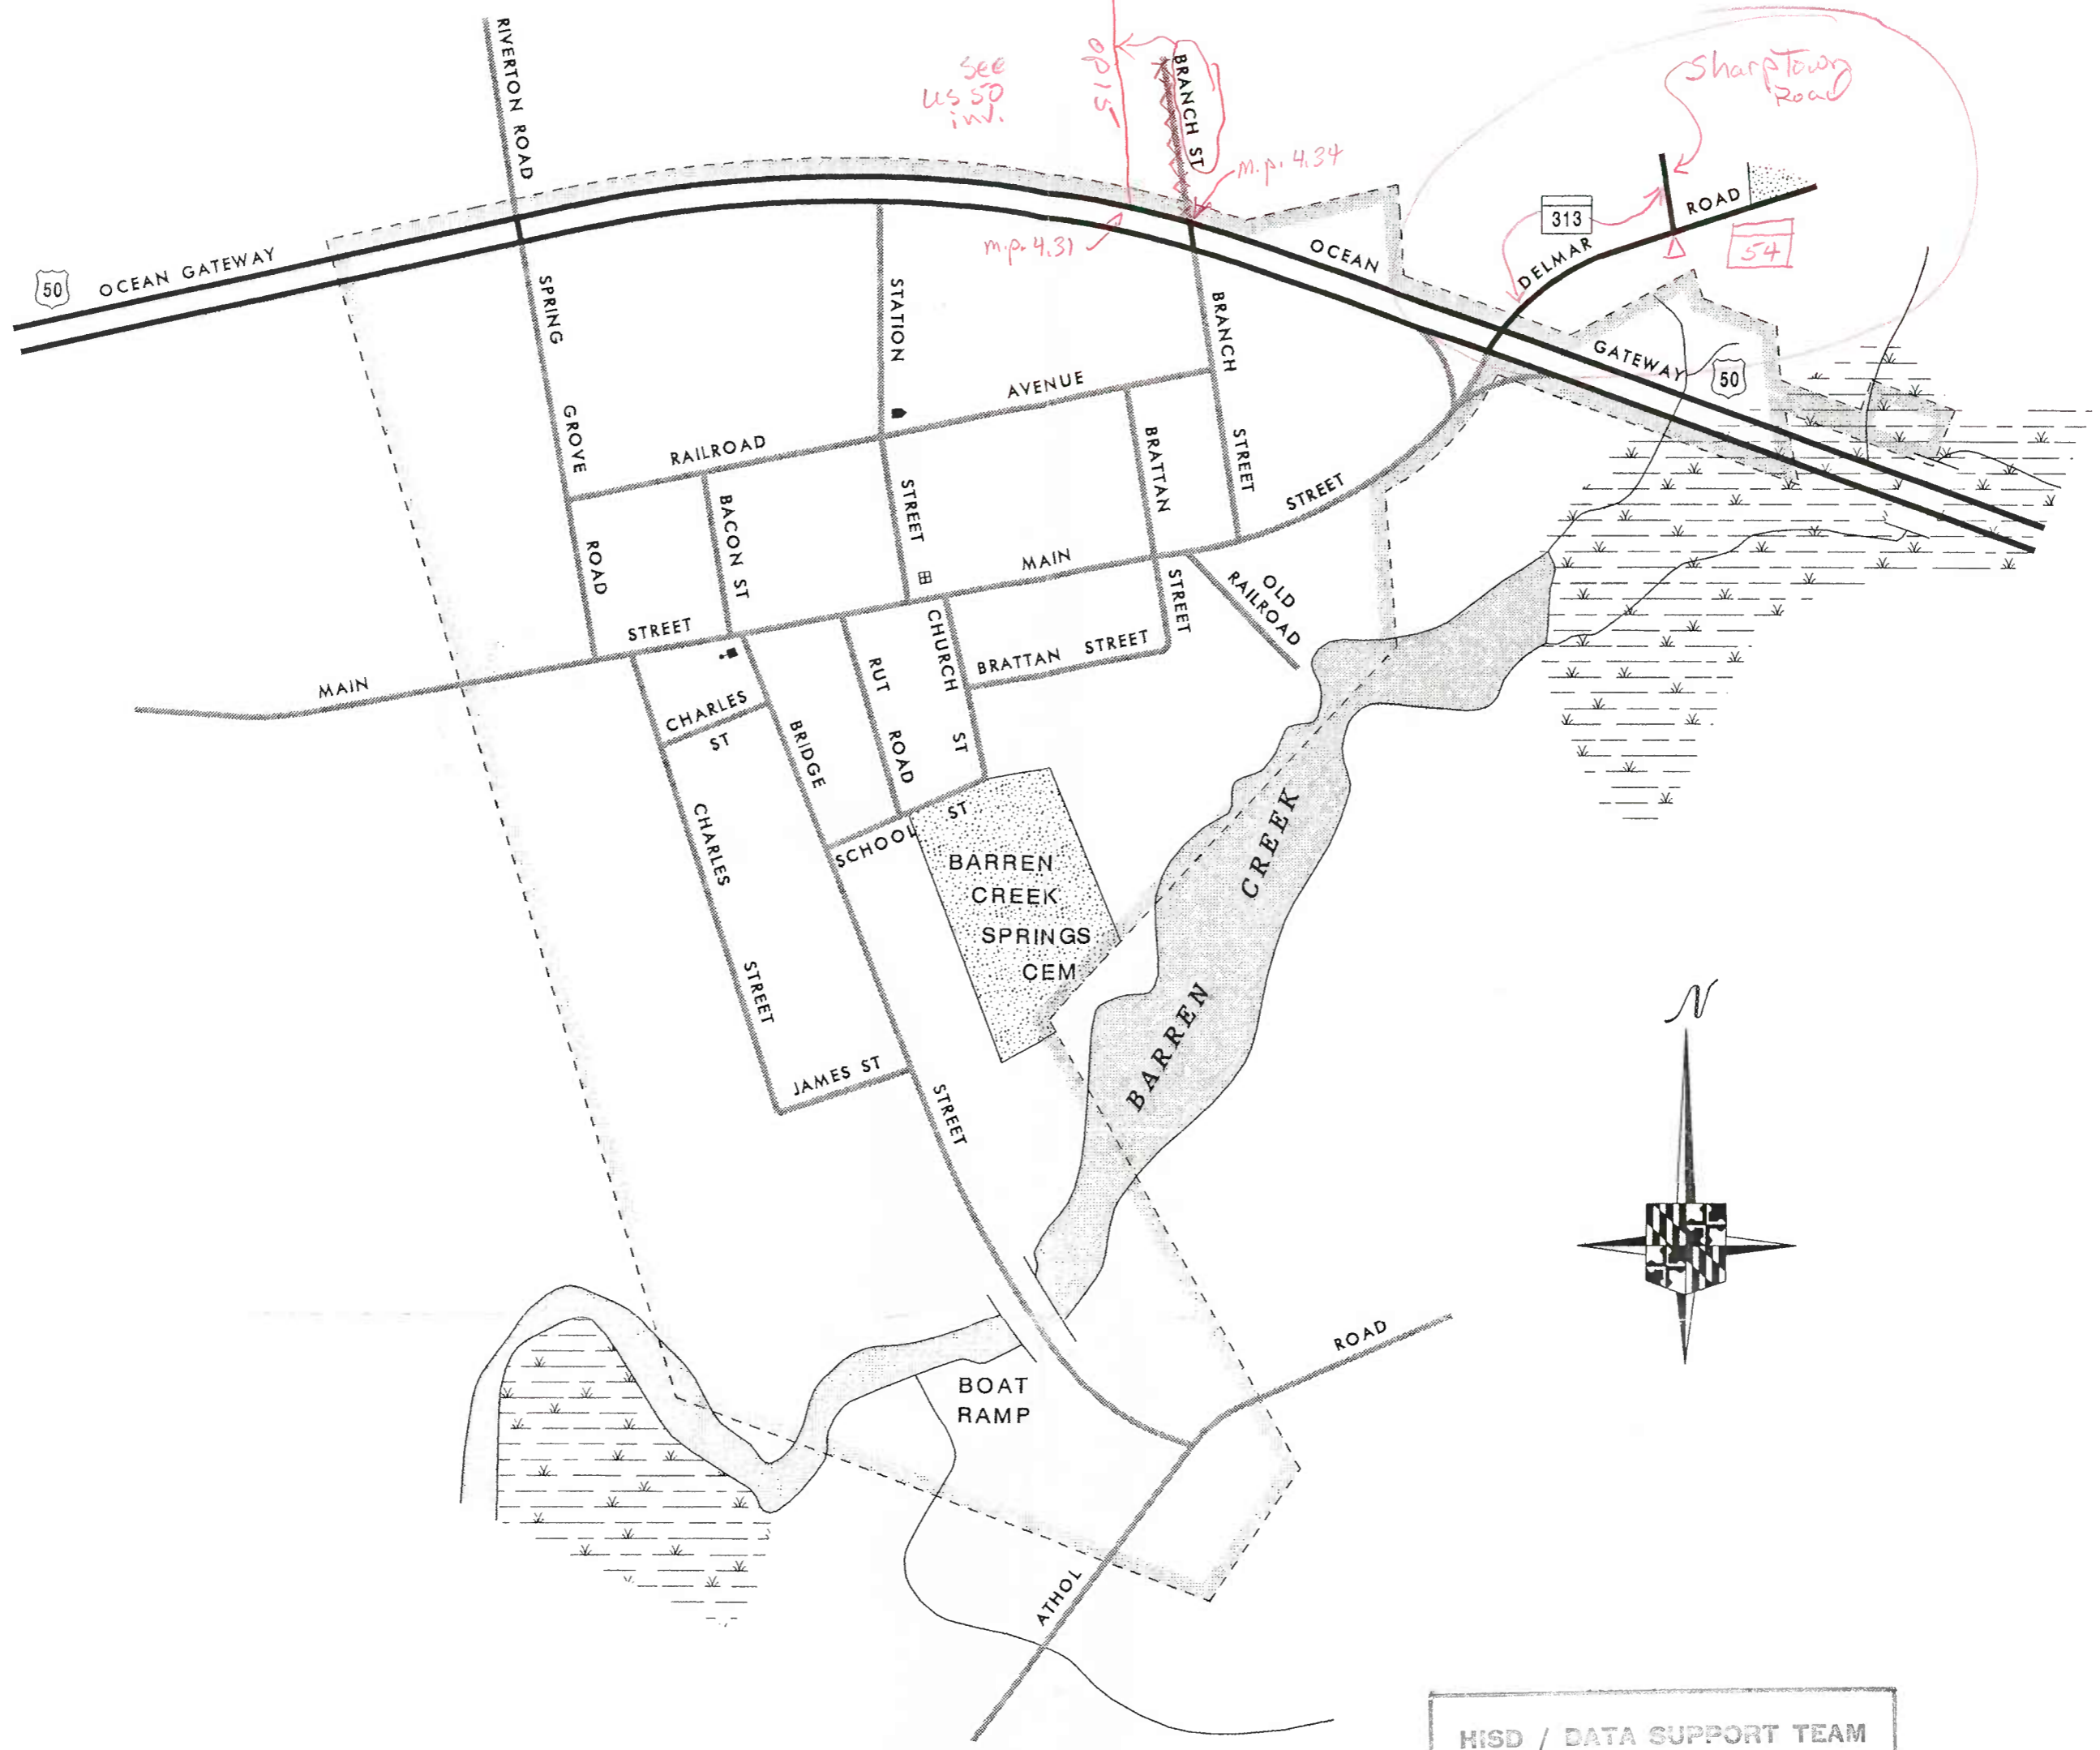 RIVERTON ROAD
See
US 50
inv.
BRANCH ST
m.p. 4.34
m.p. 4.31
SharpTown
Road
313
DELMAR ROAD
54
50
OCEAN GATEWAY
OCEAN GATEWAY
50
SPRING GROVE ROAD
STATION STREET
BRANCH STREET
RAILROAD AVENUE
BACON ST
BRATTAN STREET
MAIN STREET
MAIN STREET
OLD
RAILROAD
CHURCH ST
BRATTAN STREET
RUT ROAD
CHARLES
ST
BRIDGE STREET
CHARLES STREET
SCHOOL ST
BARREN
CREEK
SPRINGS
CEM
BARREN CREEK
JAMES ST
N
BOAT
RAMP
ATHOL ROAD
HISD / DATA SUPPORT TEAM